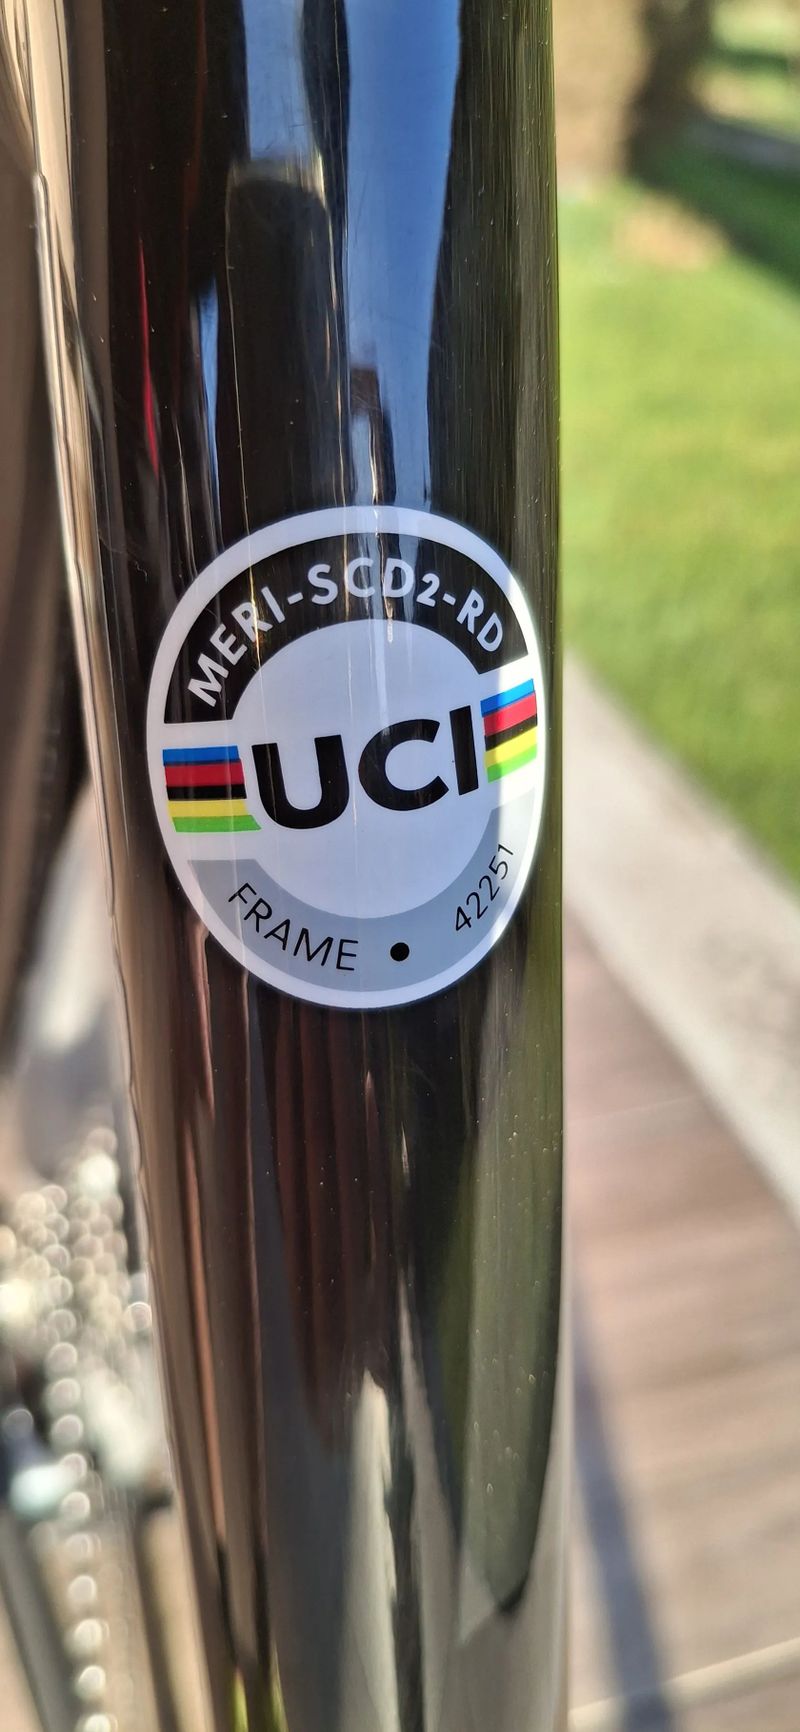 MERI-SCD2-RD
UCI
FRAME • 42251